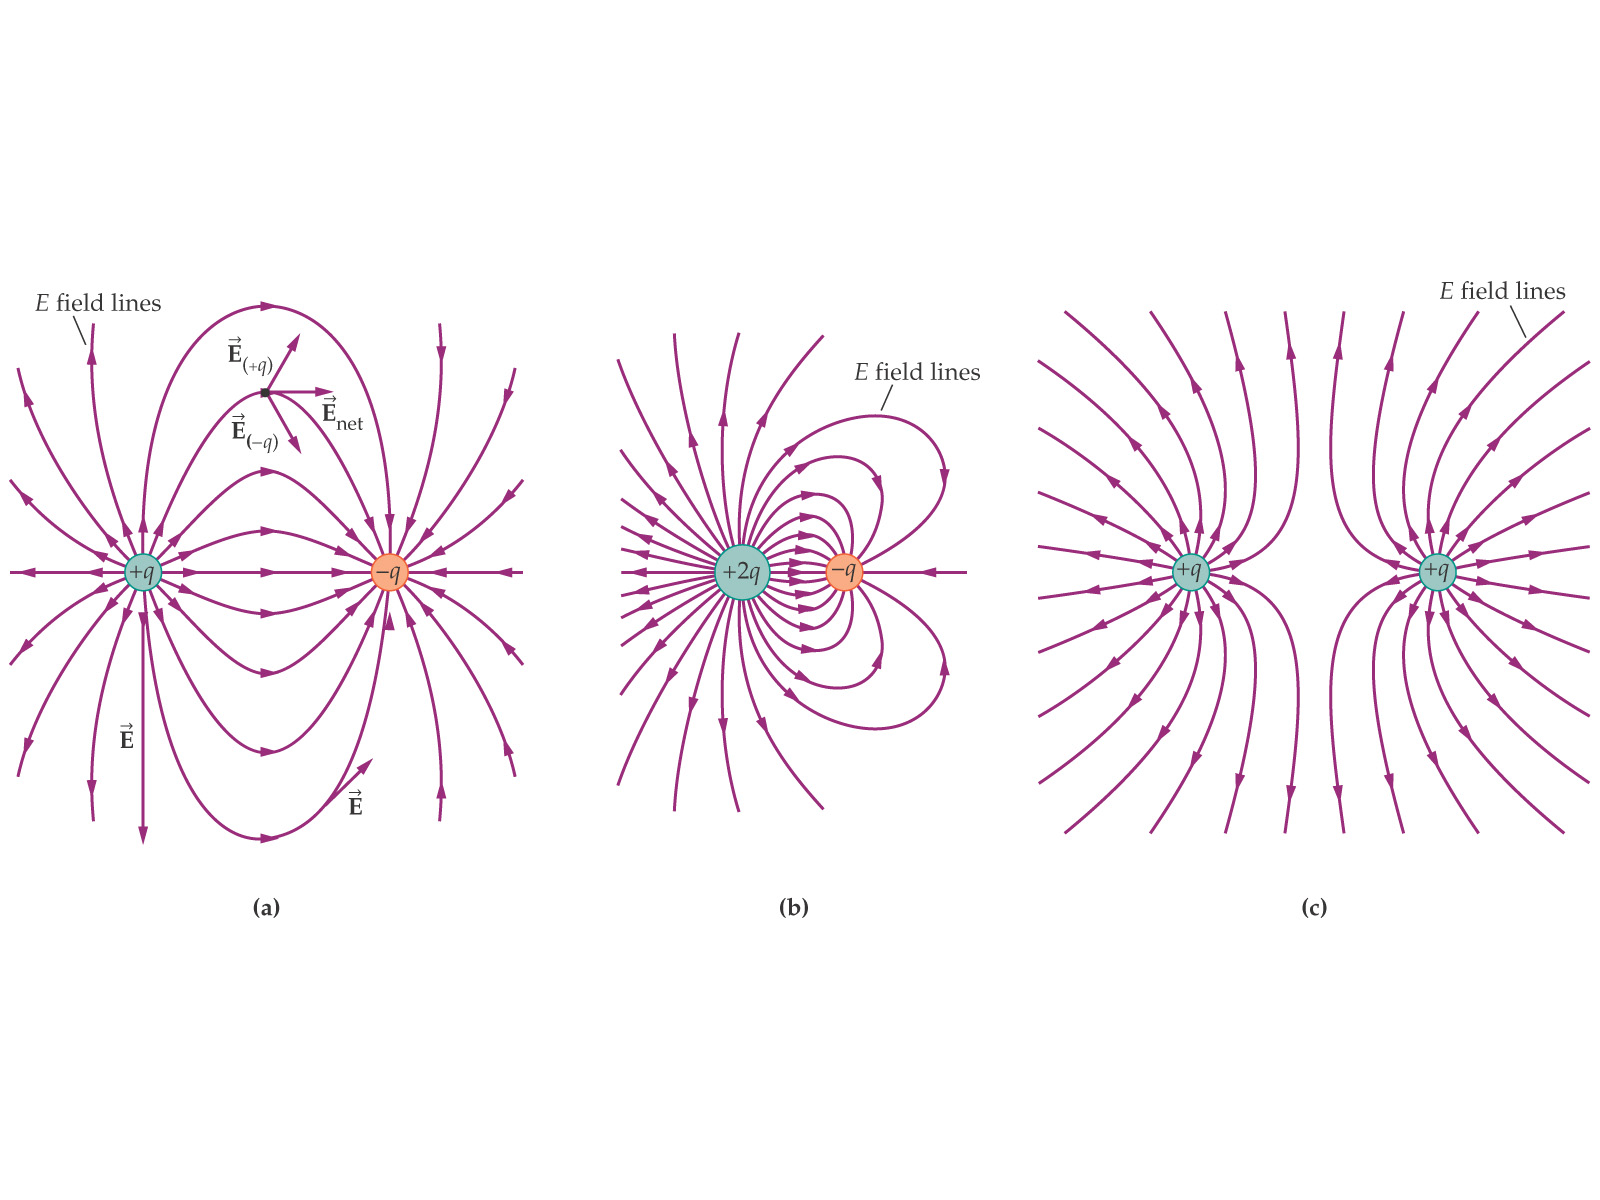 E field lines
E⃗(+q)
E⃗net
E⃗(−q)
+q
−q
E⃗
E⃗
(a)
E field lines
+2q
−q
(b)
E field lines
+q
+q
(c)